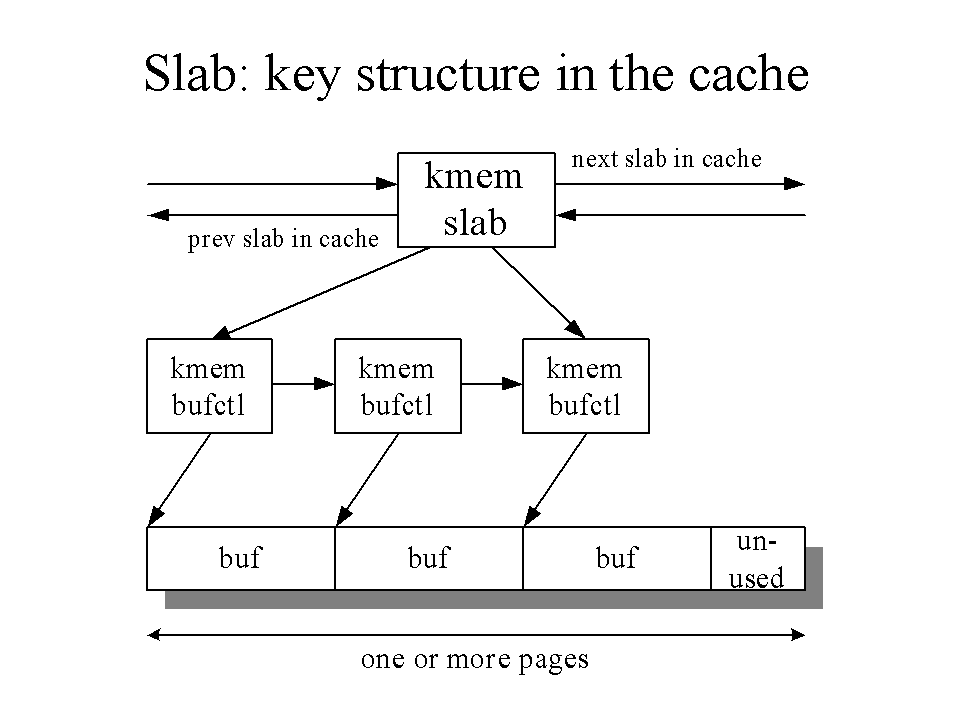 Slab: key structure in the cache
next slab in cache
kmem
slab
prev slab in cache
kmem
bufctl
kmem
bufctl
kmem
bufctl
buf
buf
buf
un-
used
one or more pages